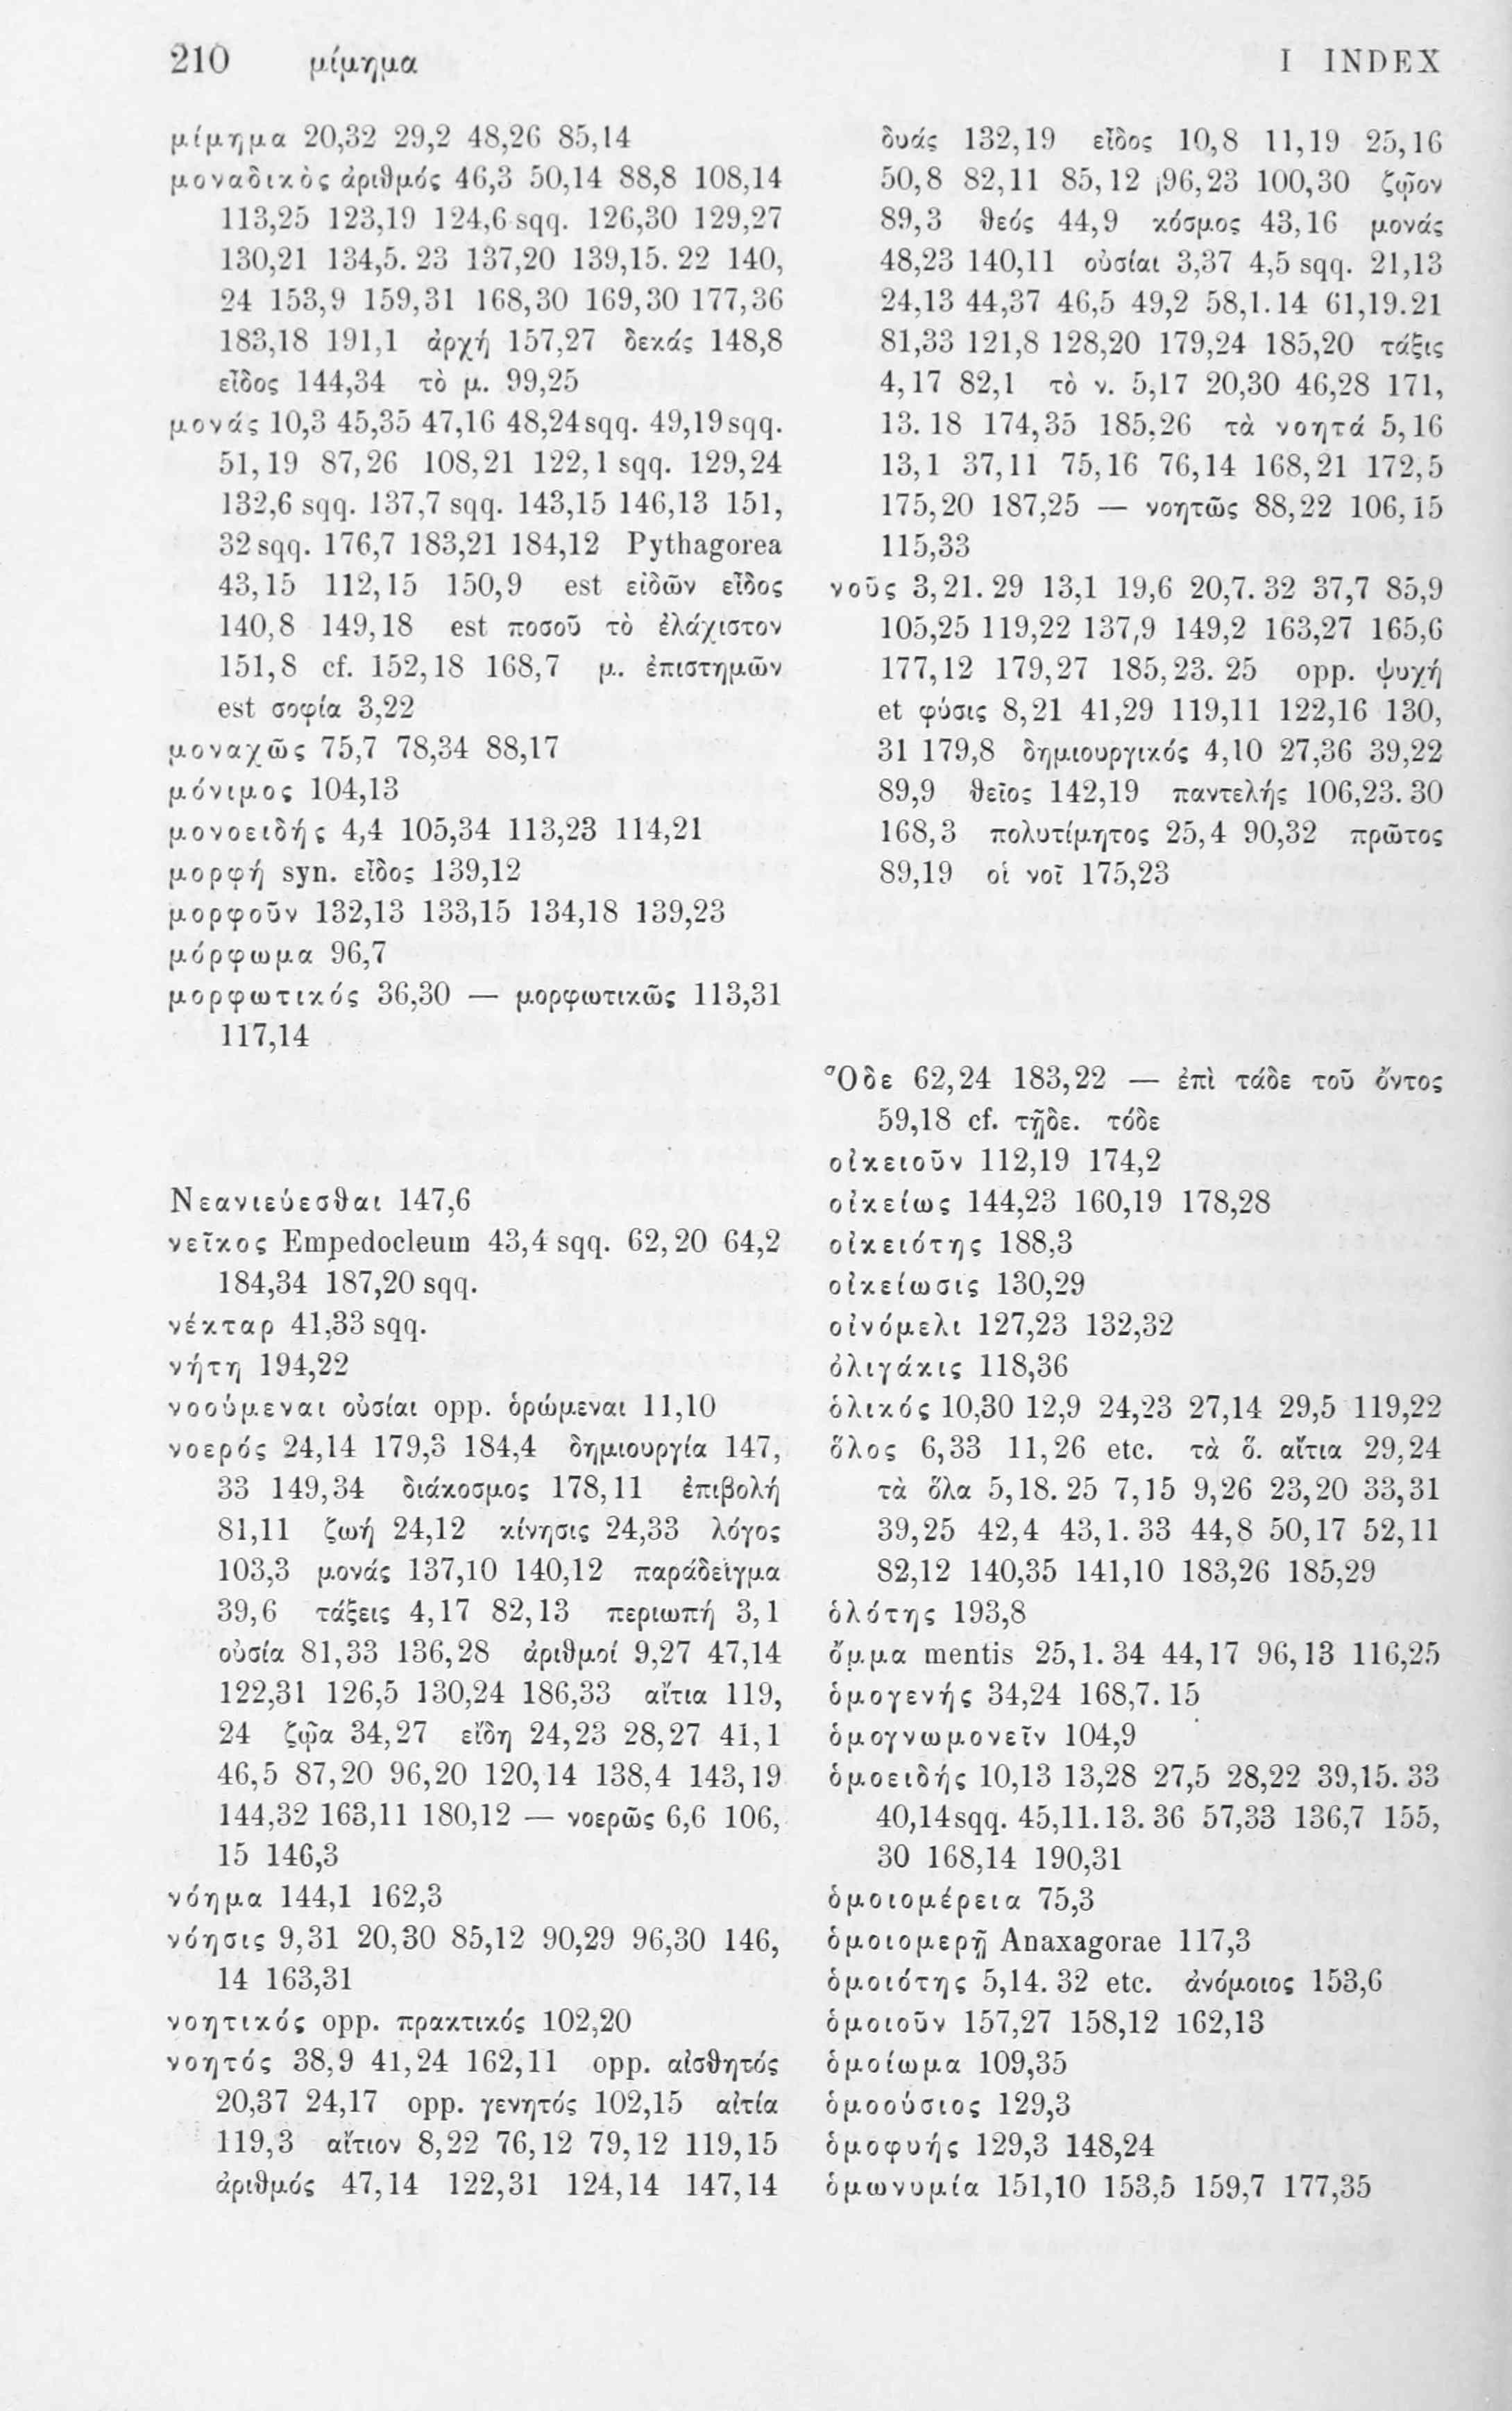 210 μίμημα I INDEX
μίμημα 20,32 29,2 48,26 85,14
μοναδικὸς ἀριθμός 46,3 50,14 88,8 108,14
113,25 123,19 124,6 sqq. 126,30 129,27
130,21 134,5. 23 137,20 139,15. 22 140,
24 153,9 159,31 168,30 169,30 177,36
183,18 191,1 ἀρχή 157,27 δεκάς 148,8
εἶδος 144,34 τὸ μ. 99,25
μονάς 10,3 45,35 47,16 48,24 sqq. 49,19 sqq.
51,19 87,26 108,21 122,1 sqq. 129,24
132,6 sqq. 137,7 sqq. 143,15 146,13 151,
32 sqq. 176,7 183,21 184,12 Pythagorea
43,15 112,15 150,9 est εἰδῶν εἶδος
140,8 149,18 est ποσοῦ τὸ ἐλάχιστον
151,8 cf. 152,18 168,7 μ. ἐπιστημῶν
est σοφία 3,22
μοναχῶς 75,7 78,34 88,17
μόνιμος 104,13
μονοειδής 4,4 105,34 113,23 114,21
μορφή syn. εἶδος 139,12
μορφοῦν 132,13 133,15 134,18 139,23
μόρφωμα 96,7
μορφωτικός 36,30 — μορφωτικῶς 113,31
117,14
Νεανιεύεσθαι 147,6
νεῖκος Empedocleum 43,4 sqq. 62,20 64,2
184,34 187,20 sqq.
νέκταρ 41,33 sqq.
νήτη 194,22
νοούμεναι οὐσίαι opp. ὁρώμεναι 11,10
νοερός 24,14 179,3 184,4 δημιουργία 147,
33 149,34 διάκοσμος 178,11 ἐπιβολή
81,11 ζωή 24,12 κίνησις 24,33 λόγος
103,3 μονάς 137,10 140,12 παράδειγμα
39,6 τάξεις 4,17 82,13 περιωπή 3,1
οὐσία 81,33 136,28 ἀριθμοί 9,27 47,14
122,31 126,5 130,24 186,33 αἴτια 119,
24 ζῷα 34,27 εἴδη 24,23 28,27 41,1
46,5 87,20 96,20 120,14 138,4 143,19
144,32 163,11 180,12 — νοερῶς 6,6 106,
15 146,3
νόημα 144,1 162,3
νόησις 9,31 20,30 85,12 90,29 96,30 146,
14 163,31
νοητικός opp. πρακτικός 102,20
νοητός 38,9 41,24 162,11 opp. αἰσθητός
20,37 24,17 opp. γενητός 102,15 αἰτία
119,3 αἴτιον 8,22 76,12 79,12 119,15
ἀριθμός 47,14 122,31 124,14 147,14
δυάς 132,19 εἶδος 10,8 11,19 25,16
50,8 82,11 85,12 96,23 100,30 ζῷον
89,3 θεός 44,9 κόσμος 43,16 μονάς
48,23 140,11 οὐσίαι 3,37 4,5 sqq. 21,13
24,13 44,37 46,5 49,2 58,1. 14 61,19. 21
81,33 121,8 128,20 179,24 185,20 τάξις
4,17 82,1 τὸ ν. 5,17 20,30 46,28 171,
13. 18 174,35 185,26 τὰ νοητά 5,16
13,1 37,11 75,16 76,14 168,21 172,5
175,20 187,25 — νοητῶς 88,22 106,15
115,33
νοῦς 3,21. 29 13,1 19,6 20,7. 32 37,7 85,9
105,25 119,22 137,9 149,2 163,27 165,6
177,12 179,27 185,23. 25 opp. ψυχή
et φύσις 8,21 41,29 119,11 122,16 130,
31 179,8 δημιουργικός 4,10 27,36 39,22
89,9 θεῖος 142,19 παντελής 106,23. 30
168,3 πολυτίμητος 25,4 90,32 πρῶτος
89,19 οἱ νοῖ 175,23
Ὅδε 62,24 183,22 — ἐπὶ τάδε τοῦ ὄντος
59,18 cf. τῇδε. τόδε
οἰκειοῦν 112,19 174,2
οἰκείως 144,23 160,19 178,28
οἰκειότης 188,3
οἰκείωσις 130,29
οἰνόμελι 127,23 132,32
ὀλιγάκις 118,36
ὁλικός 10,30 12,9 24,23 27,14 29,5 119,22
ὅλος 6,33 11,26 etc. τὰ ὅ. αἴτια 29,24
τὰ ὅλα 5,18. 25 7,15 9,26 23,20 33,31
39,25 42,4 43,1. 33 44,8 50,17 52,11
82,12 140,35 141,10 183,26 185,29
ὁλότης 193,8
ὄμμα mentis 25,1. 34 44,17 96,13 116,25
ὁμογενής 34,24 168,7. 15
ὁμογνωμονεῖν 104,9
ὁμοειδής 10,13 13,28 27,5 28,22 39,15. 33
40,14 sqq. 45,11. 13. 36 57,33 136,7 155,
30 168,14 190,31
ὁμοιομέρεια 75,3
ὁμοιομερῆ Anaxagorae 117,3
ὁμοιότης 5,14. 32 etc. ἀνόμοιος 153,6
ὁμοιοῦν 157,27 158,12 162,13
ὁμοίωμα 109,35
ὁμοούσιος 129,3
ὁμοφυής 129,3 148,24
ὁμωνυμία 151,10 153,5 159,7 177,35